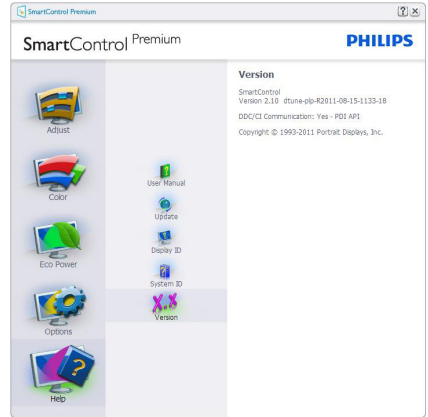 SmartControl Premium
? ×
SmartControl Premium
PHILIPS
Adjust
Color
Eco Power
Options
? 
Help
?
User Manual
Update
?
Display ID
?
System ID
X.X
Version
Version
SmartControl
Version 2.10 dtune-plp-R2011-08-15-1133-18
DDC/CI Communication: Yes - PDI API
Copyright © 1993-2011 Portrait Displays, Inc.